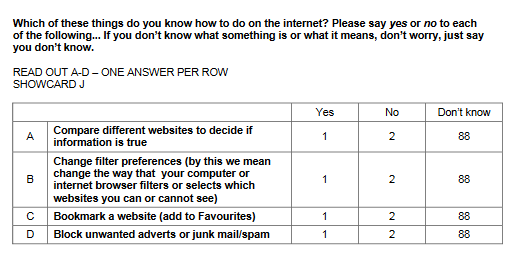 Which of these things do you know how to do on the internet? Please say yes or no to each
of the following... If you don't know what something is or what it means, don't worry, just say
you don't know.
READ OUT A-D – ONE ANSWER PER ROW
SHOWCARD J
Yes No Don't know
A Compare different websites to decide if
information is true 1 2 88
B Change filter preferences (by this we mean
change the way that your computer or
internet browser filters or selects which
websites you can or cannot see) 1 2 88
C Bookmark a website (add to Favourites) 1 2 88
D Block unwanted adverts or junk mail/spam 1 2 88